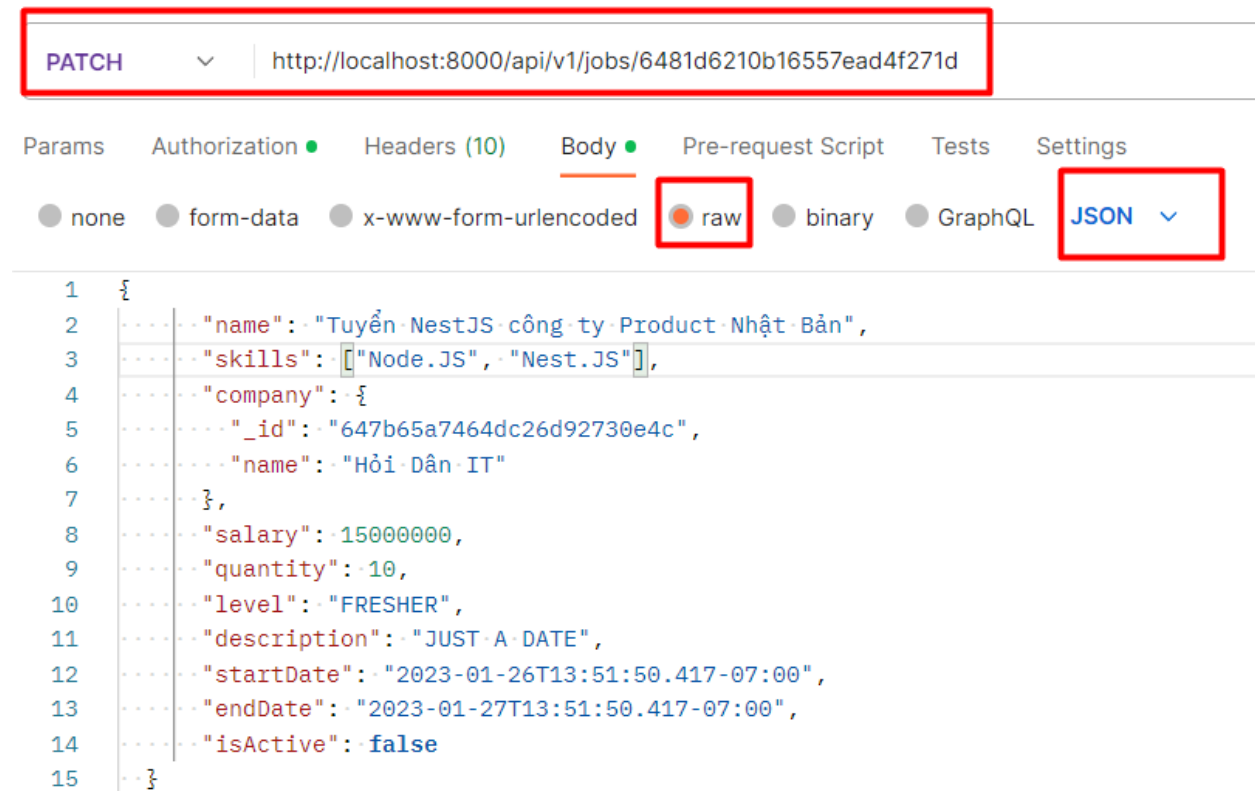 PATCH http://localhost:8000/api/v1/jobs/6481d6210b16557ead4f271d
Params Authorization Headers (10) Body Pre-request Script Tests Settings
none form-data x-www-form-urlencoded raw binary GraphQL JSON
1 {
2 "name": "Tuyển NestJS công ty Product Nhật Bản",
3 "skills": ["Node.JS", "Nest.JS"],
4 "company": {
5 "_id": "647b65a7464dc26d92730e4c",
6 "name": "Hỏi Dân IT"
7 },
8 "salary": 15000000,
9 "quantity": 10,
10 "level": "FRESHER",
11 "description": "JUST A DATE",
12 "startDate": "2023-01-26T13:51:50.417-07:00",
13 "endDate": "2023-01-27T13:51:50.417-07:00",
14 "isActive": false
15 }